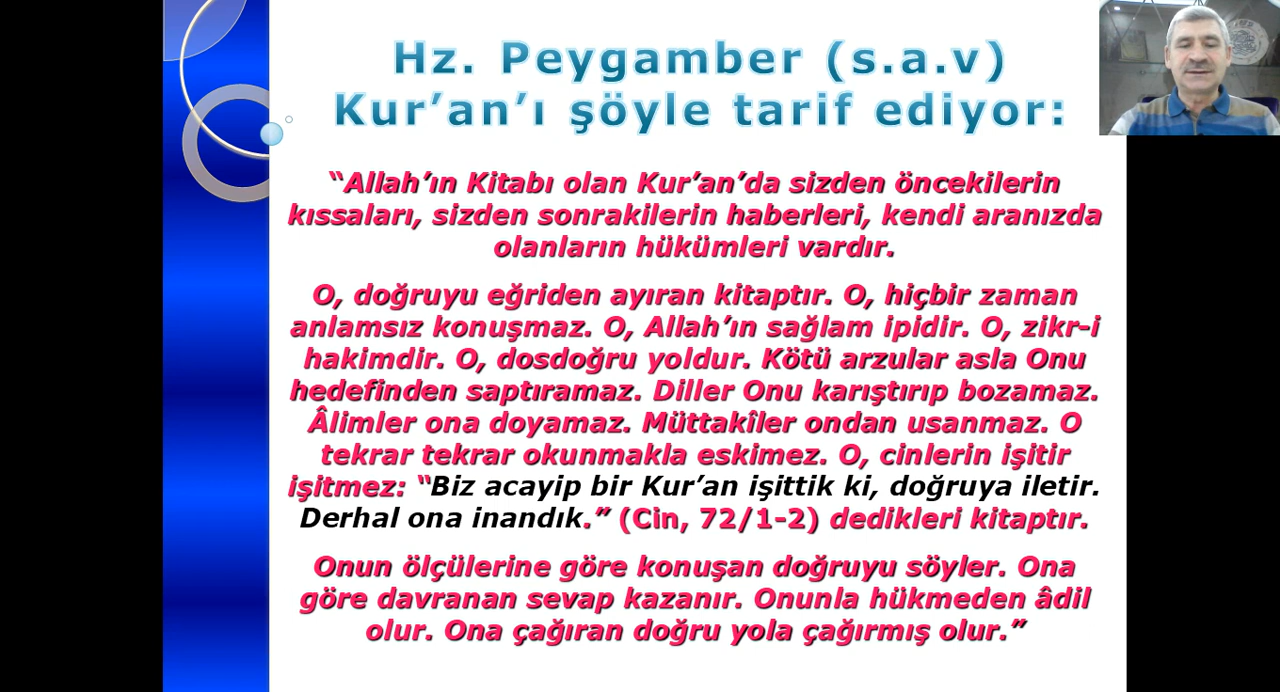 Hz. Peygamber (s.a.v)
Kur’an’ı şöyle tarif ediyor:
“Allah’ın Kitabı olan Kur’an’da sizden öncekilerin
kıssaları, sizden sonrakilerin haberleri, kendi aranızda
olanların hükümleri vardır.
O, doğruyu eğriden ayıran kitaptır. O, hiçbir zaman
anlamsız konuşmaz. O, Allah’ın sağlam ipidir. O, zikr-i
hakimdir. O, dosdoğru yoldur. Kötü arzular asla Onu
hedefinden saptıramaz. Diller Onu karıştırıp bozamaz.
Âlimler ona doyamaz. Müttakîler ondan usanmaz. O
tekrar tekrar okunmakla eskimez. O, cinlerin işitir
işitmez: “Biz acayip bir Kur’an işittik ki, doğruya iletir.
Derhal ona inandık.” (Cin, 72/1-2) dedikleri kitaptır.
Onun ölçülerine göre konuşan doğruyu söyler. Ona
göre davranan sevap kazanır. Onunla hükmeden âdil
olur. Ona çağıran doğru yola çağırmış olur.”